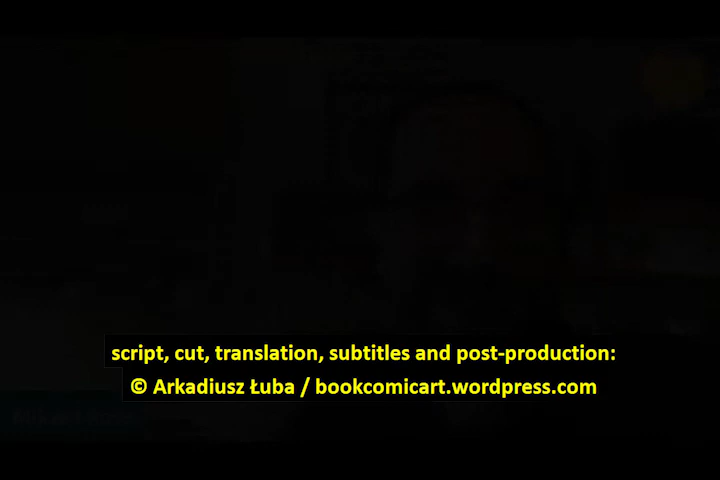 script, cut, translation, subtitles and post-production:
© Arkadiusz Łuba / bookcomicart.wordpress.com